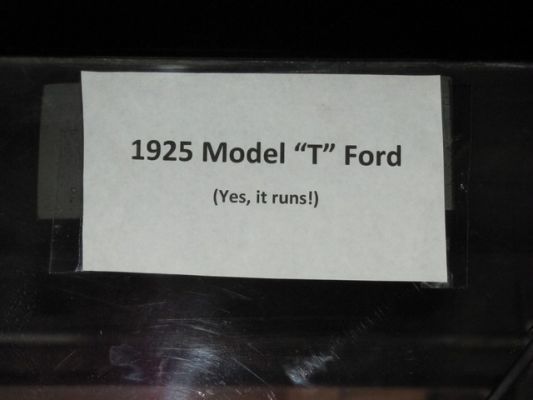 1925 Model “T” Ford
(Yes, it runs!)